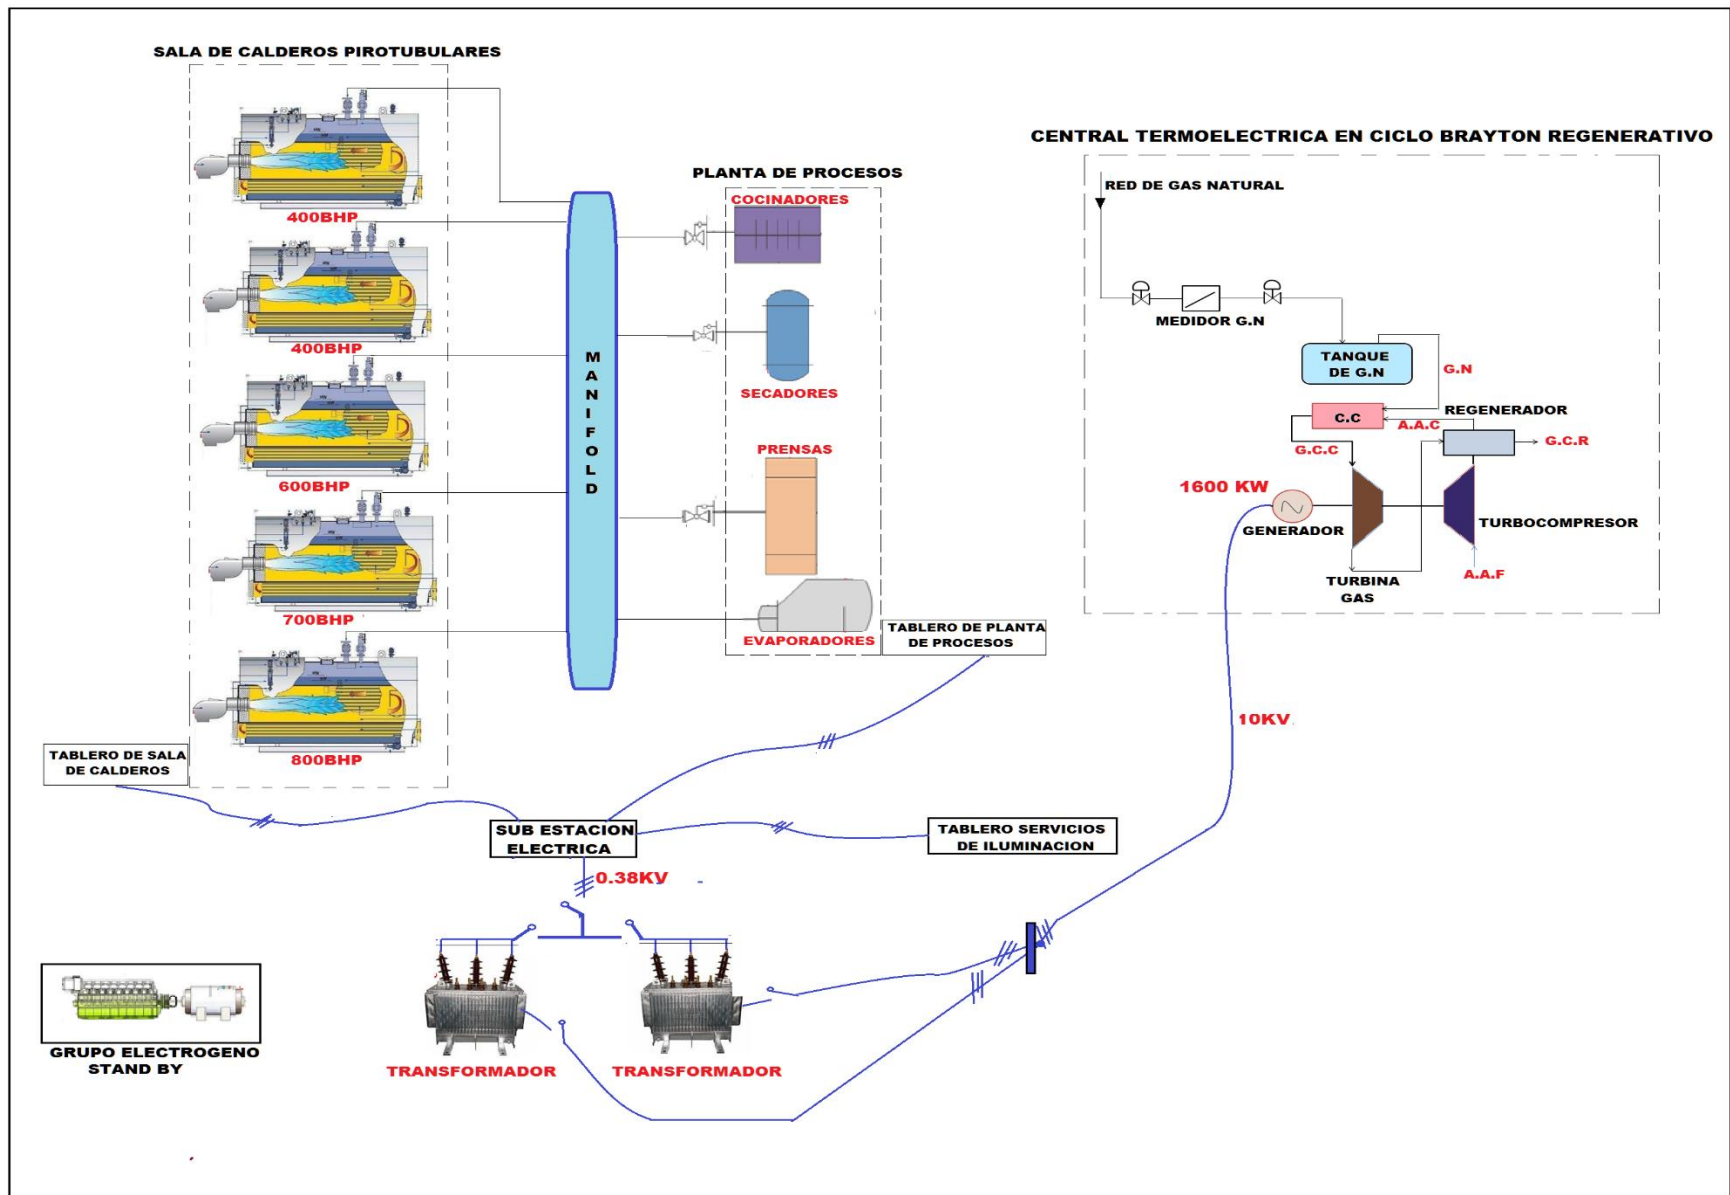 SALA DE CALDEROS PIROTUBULARES
400BHP
400BHP
600BHP
700BHP
800BHP
TABLERO DE SALA
DE CALDEROS
MANIFOLD
PLANTA DE PROCESOS
COCINADORES
SECADORES
PRENSAS
EVAPORADORES
TABLERO DE PLANTA
DE PROCESOS
CENTRAL TERMOELECTRICA EN CICLO BRAYTON REGENERATIVO
RED DE GAS NATURAL
MEDIDOR G.N
TANQUE
DE G.N
G.N
C.C
A.A.C
REGENERADOR
G.C.R
G.C.C
1600 KW
GENERADOR
TURBOCOMPRESOR
TURBINA
GAS
A.A.F
10KV
SUB ESTACION
ELECTRICA
TABLERO SERVICIOS
DE ILUMINACION
0.38KV
GRUPO ELECTROGENO
STAND BY
TRANSFORMADOR
TRANSFORMADOR